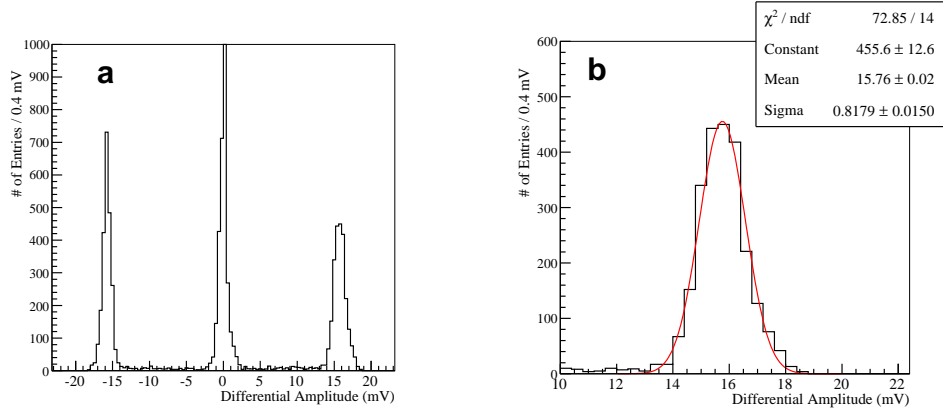 a
# of Entries / 0.4 mV
1000
900
800
700
600
500
400
300
200
100
0
-20 -15 -10 -5 0 5 10 15 20
Differential Amplitude (mV)
b
χ² / ndf 72.85 / 14
Constant 455.6 ± 12.6
Mean 15.76 ± 0.02
Sigma 0.8179 ± 0.0150
# of Entries / 0.4 mV
600
500
400
300
200
100
0
10 12 14 16 18 20 22
Differential Amplitude (mV)